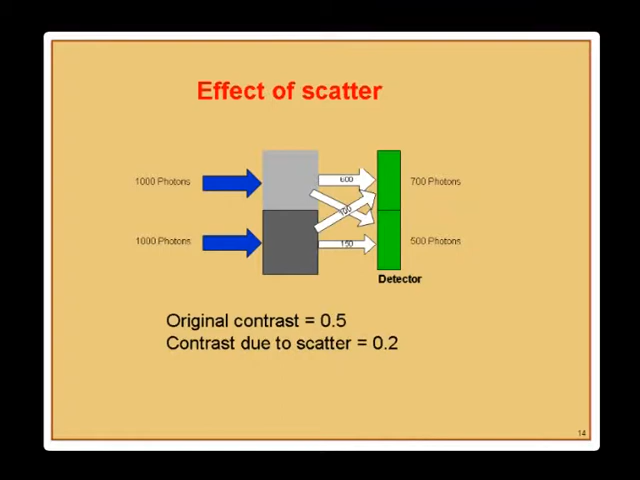 Effect of scatter
1000 Photons
600
700 Photons
100
1000 Photons
150
500 Photons
Detector
Original contrast = 0.5
Contrast due to scatter = 0.2
14